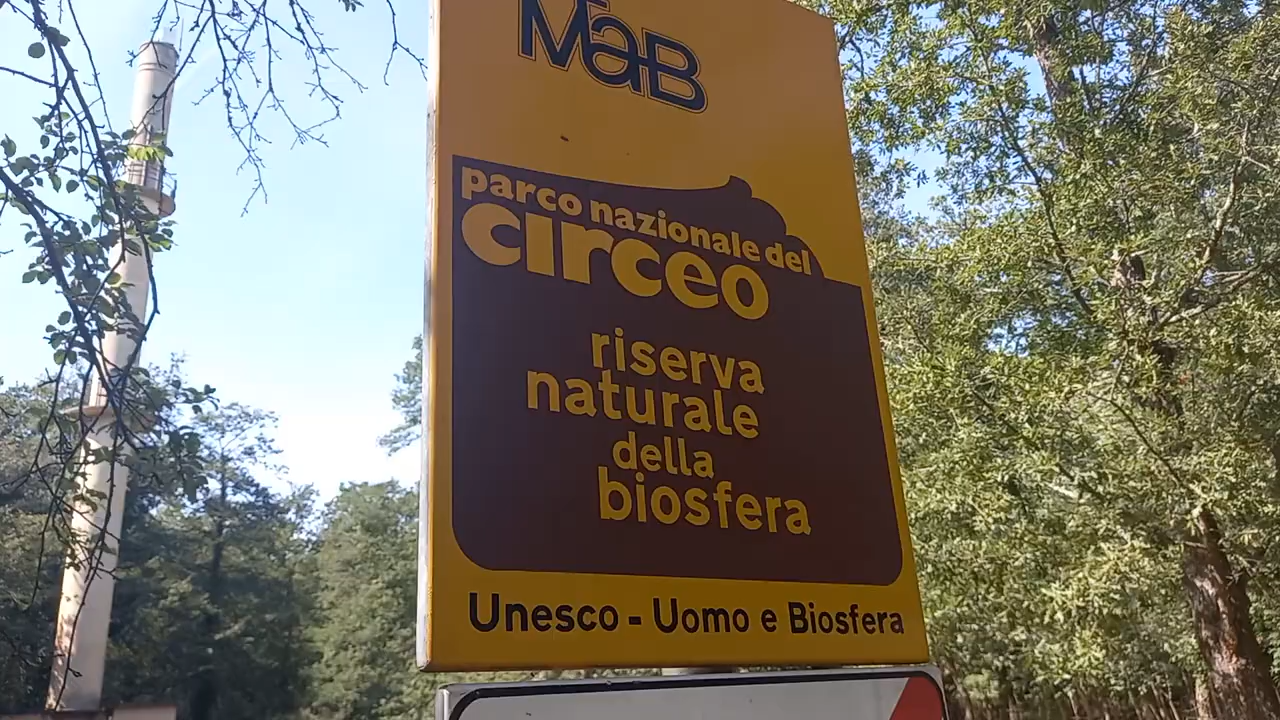 MaB
parco nazionale del
circeo
riserva
naturale
della
biosfera
Unesco - Uomo e Biosfera